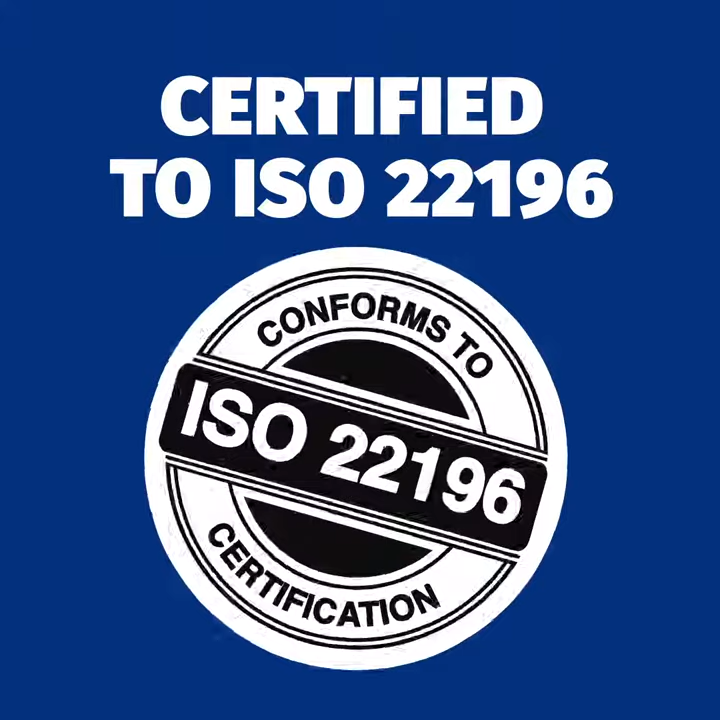 CERTIFIED
TO ISO 22196
CONFORMS TO
ISO 22196
CERTIFICATION